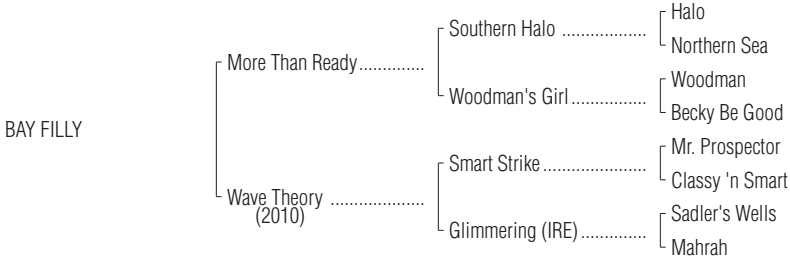 Halo
Southern Halo ..................
Northern Sea
More Than Ready..............
Woodman
Woodman's Girl................
Becky Be Good
BAY FILLY
Mr. Prospector
Smart Strike......................
Classy 'n Smart
Wave Theory ....................
(2010)
Sadler's Wells
Glimmering (IRE)..............
Mahrah